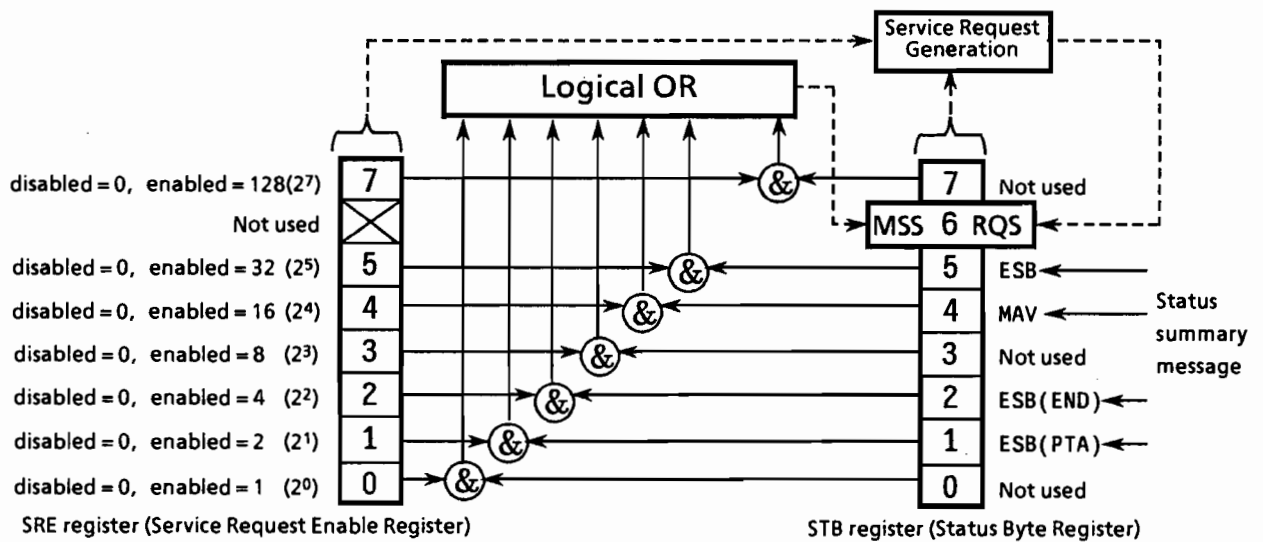 Service Request
Generation
Logical OR
disabled = 0, enabled = 128(2⁷)
7
&
7
Not used
Not used
MSS 6 RQS
disabled = 0, enabled = 32 (2⁵)
5
&
5
ESB
disabled = 0, enabled = 16 (2⁴)
4
&
4
MAV
Status
summary
message
disabled = 0, enabled = 8 (2³)
3
&
3
Not used
disabled = 0, enabled = 4 (2²)
2
&
2
ESB(END)
disabled = 0, enabled = 2 (2¹)
1
&
1
ESB(PTA)
disabled = 0, enabled = 1 (2⁰)
0
&
0
Not used
SRE register (Service Request Enable Register)
STB register (Status Byte Register)